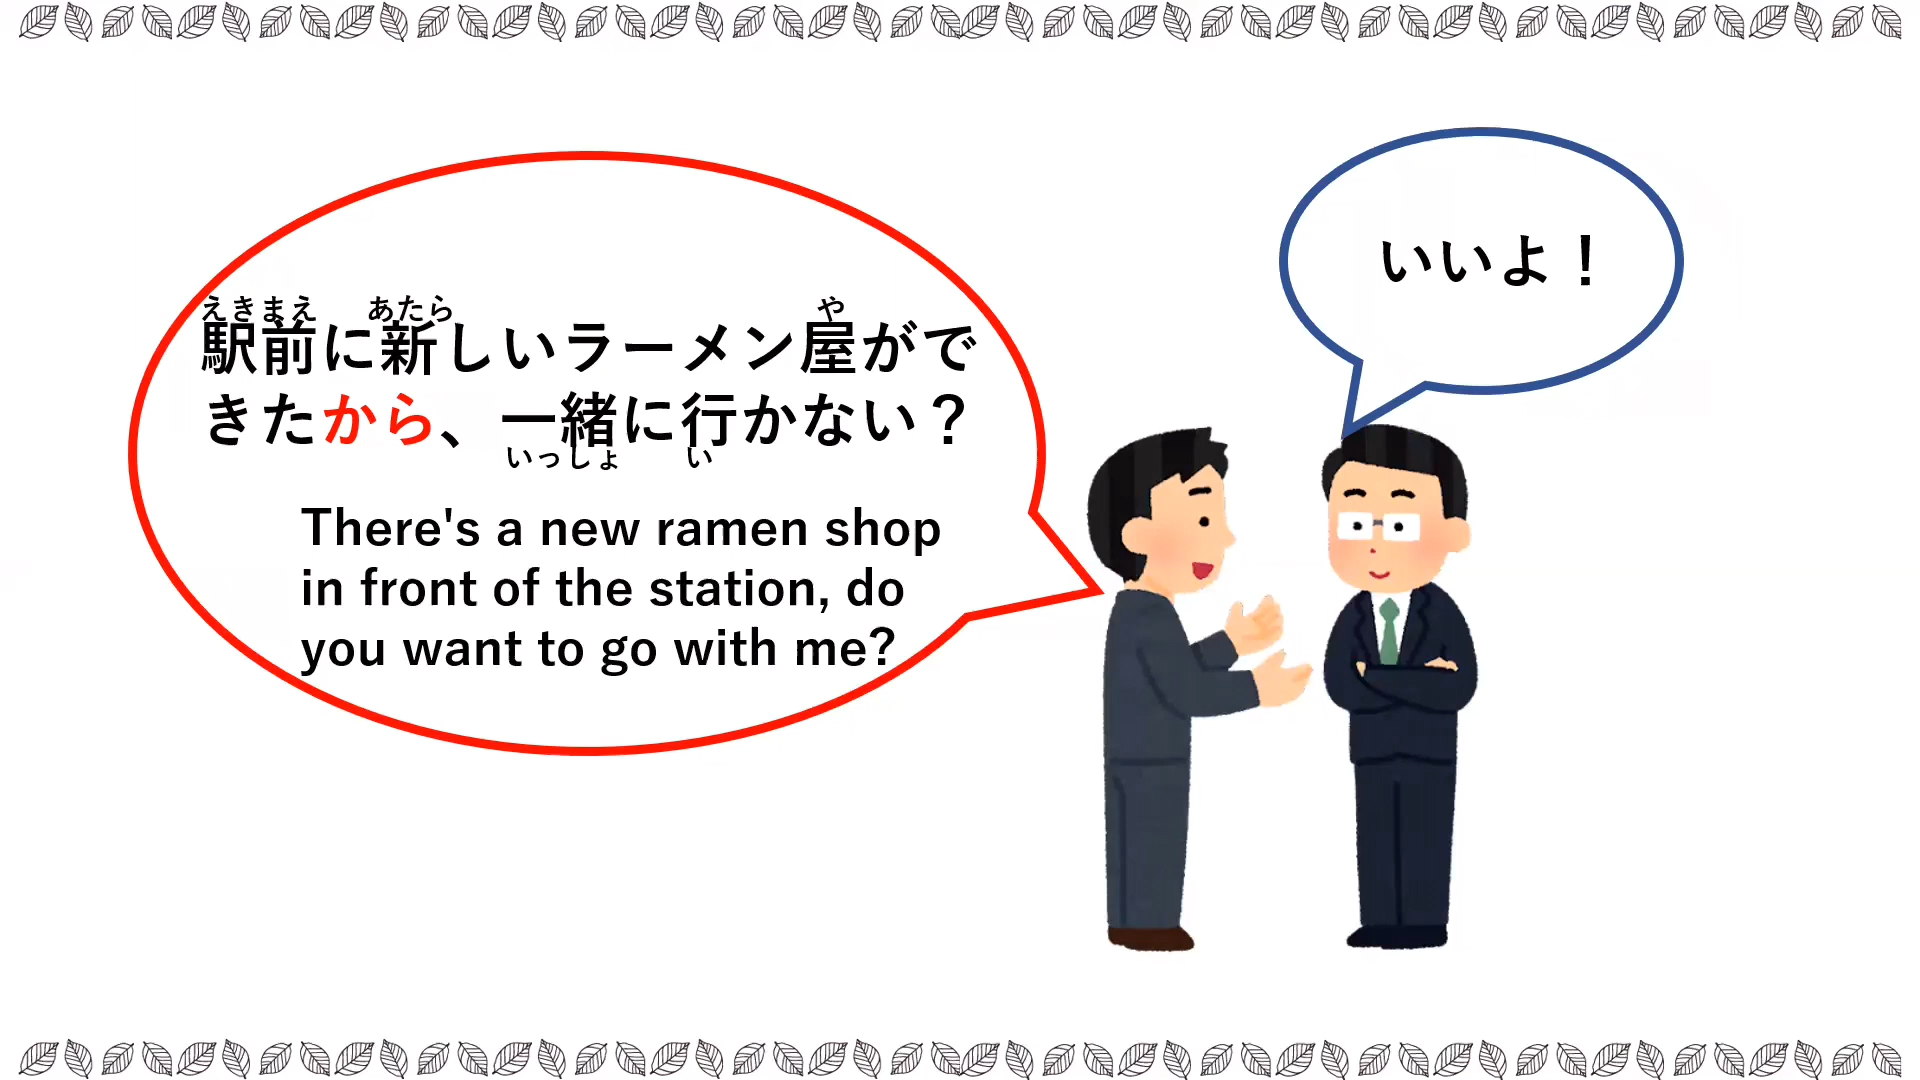 えきまえ あたら や
駅前に新しいラーメン屋がで
きたから、一緒に行かない？
いっしょ い
There's a new ramen shop
in front of the station, do
you want to go with me?
いいよ！